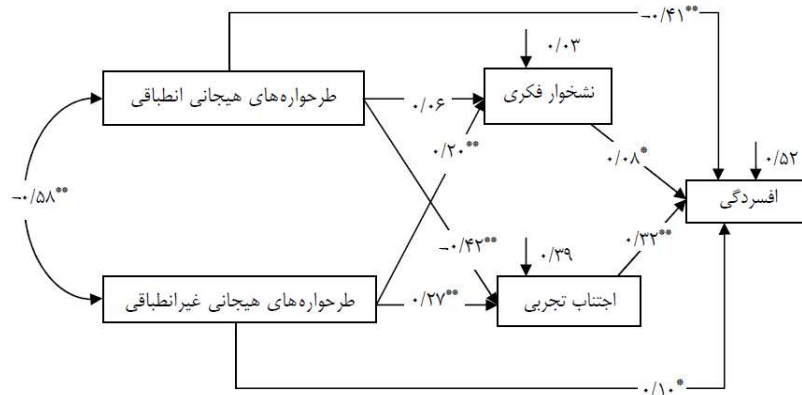 -۰/۴۱**
۰/۰۳
نشخوار فکری
طرحواره‌های هیجانی انطباقی
۰/۰۶
۰/۲۰**
۰/۰۸*
۰/۵۲
افسردگی
-۰/۵۸**
-۰/۴۲**
۰/۳۲**
۰/۳۹
اجتناب تجربی
طرحواره‌های هیجانی غیرانطباقی
۰/۲۷**
۰/۱۰*